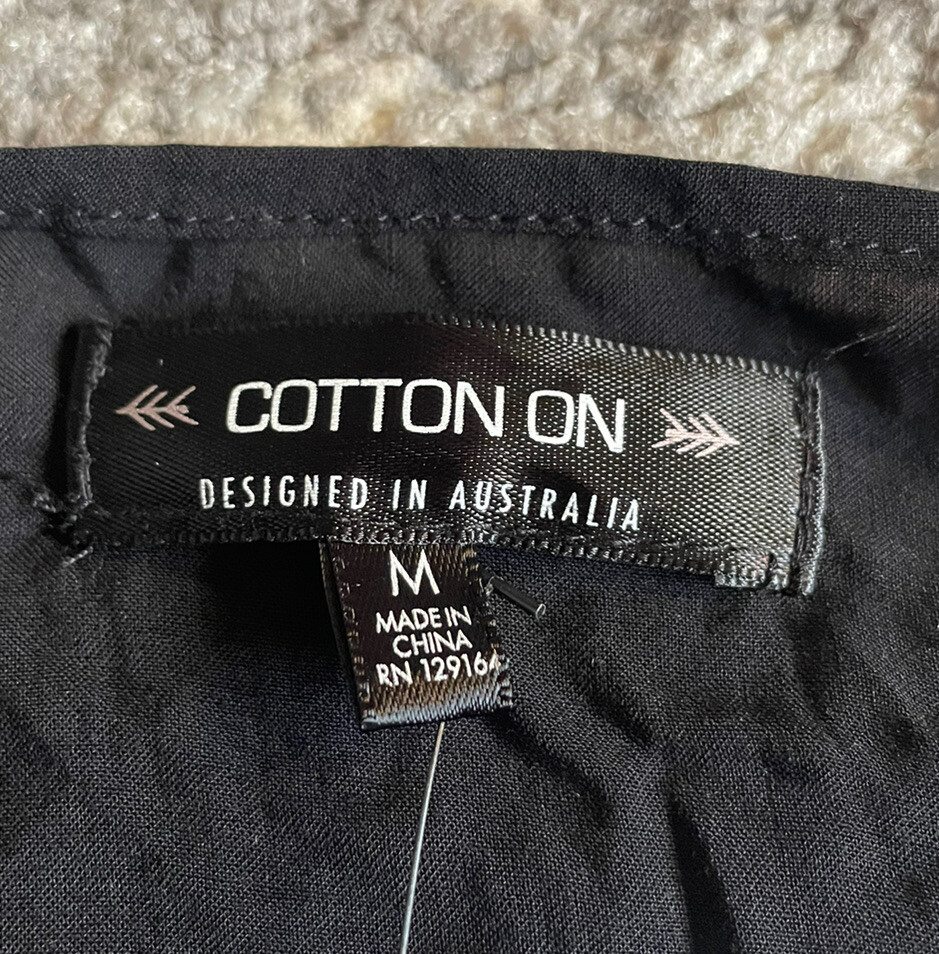 COTTON ON
DESIGNED IN AUSTRALIA
M
MADE IN
CHINA
RN 129164